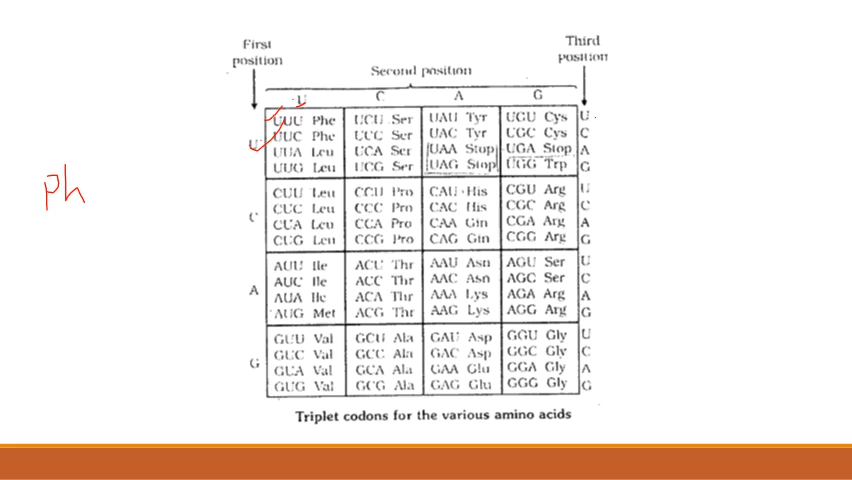 First position
Second position
Third position
U C A G
U
UUU Phe UCU Ser UAU Tyr UGU Cys U
UUC Phe UCC Ser UAC Tyr UGC Cys C
UUA Leu UCA Ser UAA Stop UGA Stop A
UUG Leu UCG Ser UAG Stop UGG Trp G
Ph
C
CUU Leu CCU Pro CAU His CGU Arg U
CUC Leu CCC Pro CAC His CGC Arg C
CUA Leu CCA Pro CAA Gin CGA Arg A
CUG Leu CCG Pro CAG Gin CGG Arg G
A
AUU Ile ACU Thr AAU Asn AGU Ser U
AUC Ile ACC Thr AAC Asn AGC Ser C
AUA Ile ACA Thr AAA Lys AGA Arg A
AUG Met ACG Thr AAG Lys AGG Arg G
G
GUU Val GCU Ala GAU Asp GGU Gly U
GUC Val GCC Ala GAC Asp GGC Gly C
GUA Val GCA Ala GAA Glu GGA Gly A
GUG Val GCG Ala GAG Glu GGG Gly G
Triplet codons for the various amino acids